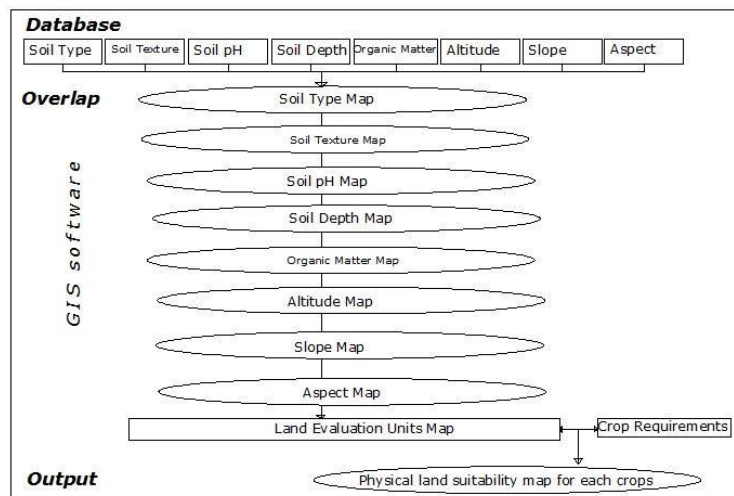 Database
Soil Type Soil Texture Soil pH Soil Depth Organic Matter Altitude Slope Aspect
Overlap
Soil Type Map
Soil Texture Map
Soil pH Map
Soil Depth Map
Organic Matter Map
Altitude Map
Slope Map
Aspect Map
GIS software
Land Evaluation Units Map
Crop Requirements
Output
Physical land suitability map for each crops